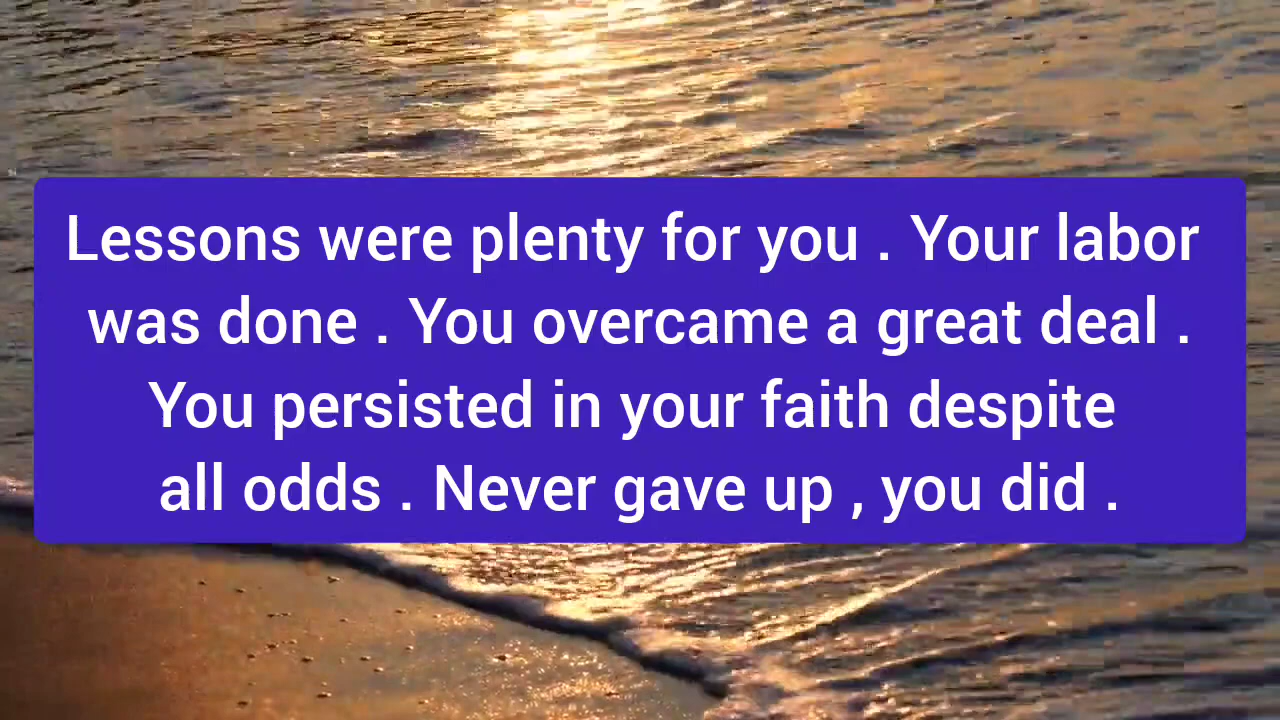 Lessons were plenty for you . Your labor
was done . You overcame a great deal .
You persisted in your faith despite
all odds . Never gave up , you did .